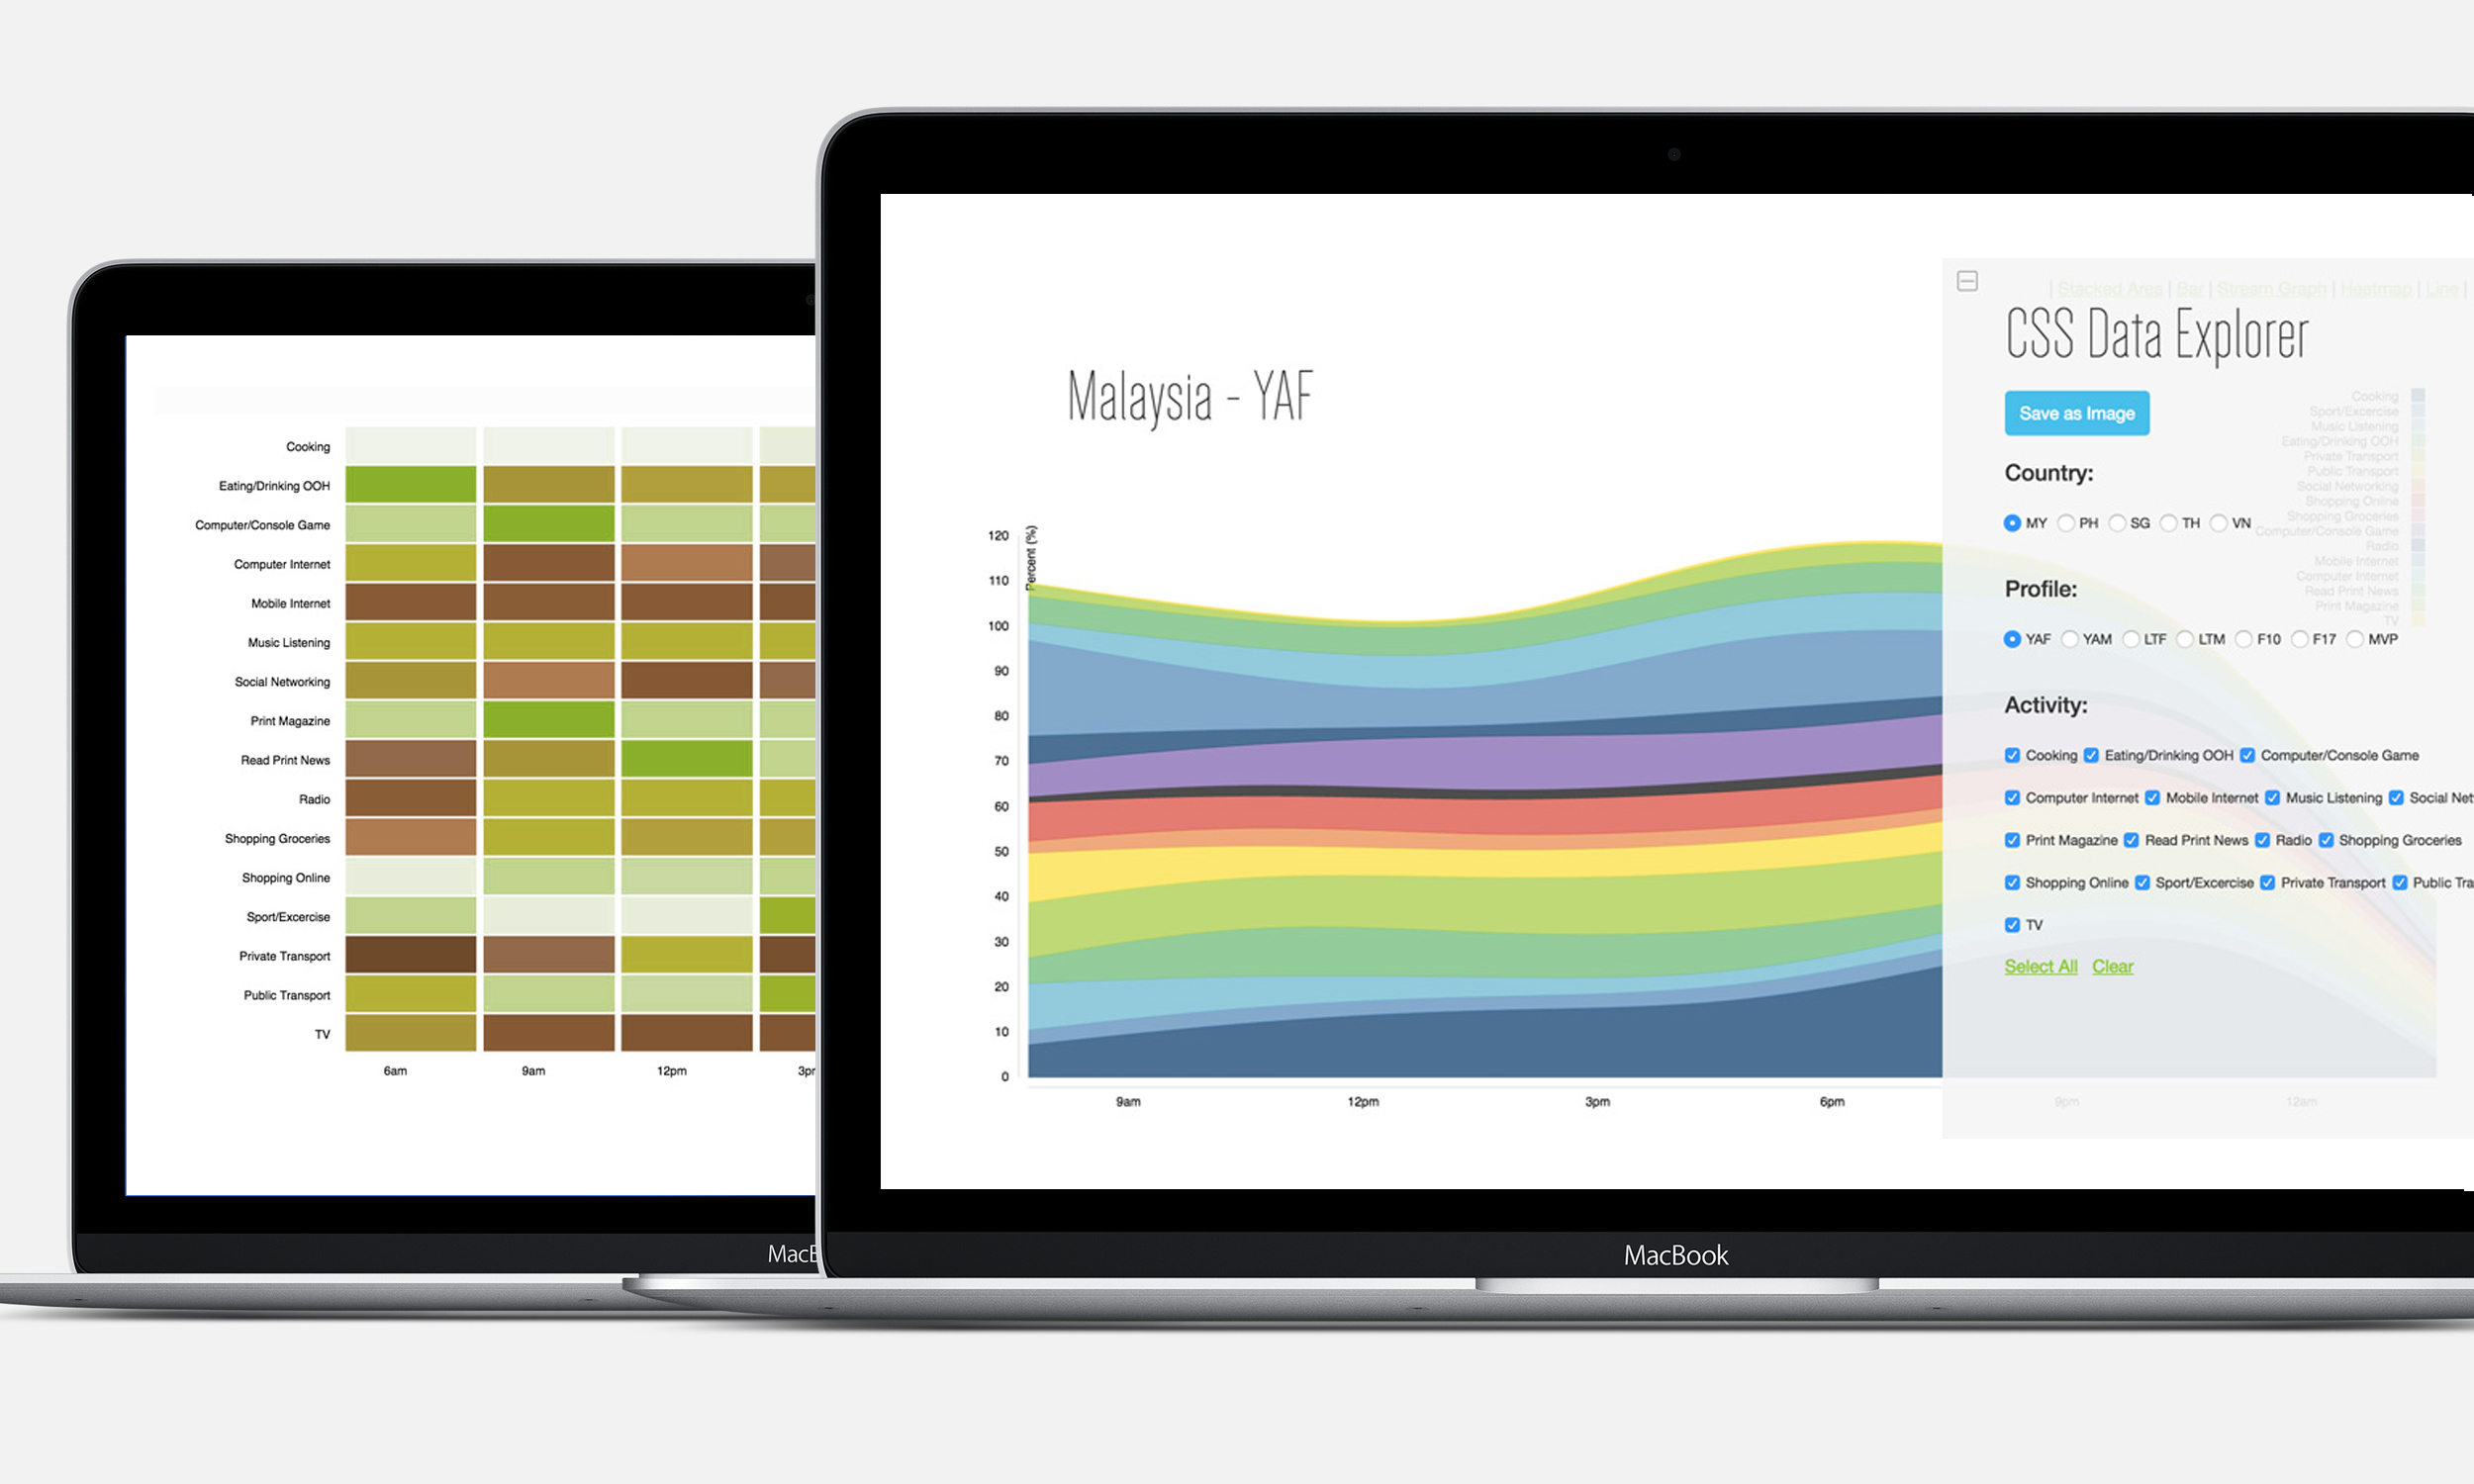 Cooking
Eating/Drinking OOH
Computer/Console Game
Computer Internet
Mobile Internet
Music Listening
Social Networking
Print Magazine
Read Print News
Radio
Shopping Groceries
Shopping Online
Sport/Excercise
Private Transport
Public Transport
TV
6am 9am 12pm 3pr
MacB
Malaysia - YAF
Percent (%)
120
110
100
90
80
70
60
50
40
30
20
10
0
9am 12pm 3pm 6pm 9pm 12am
| Stacked Area | Bar | Stream Graph | Heatmap | Line |
CSS Data Explorer
Save as Image
Cooking
Sport/Excercise
Music Listening
Eating/Drinking OOH
Private Transport
Public Transport
Social Networking
Shopping Online
Shopping Groceries
Computer/Console Game
Radio
Mobile Internet
Computer Internet
Read Print News
Print Magazine
TV
Country:
MY PH SG TH VN
Profile:
YAF YAM LTF LTM F10 F17 MVP
Activity:
Cooking Eating/Drinking OOH Computer/Console Game
Computer Internet Mobile Internet Music Listening Social Net
Print Magazine Read Print News Radio Shopping Groceries
Shopping Online Sport/Excercise Private Transport Public Tra
TV
Select All Clear
MacBook